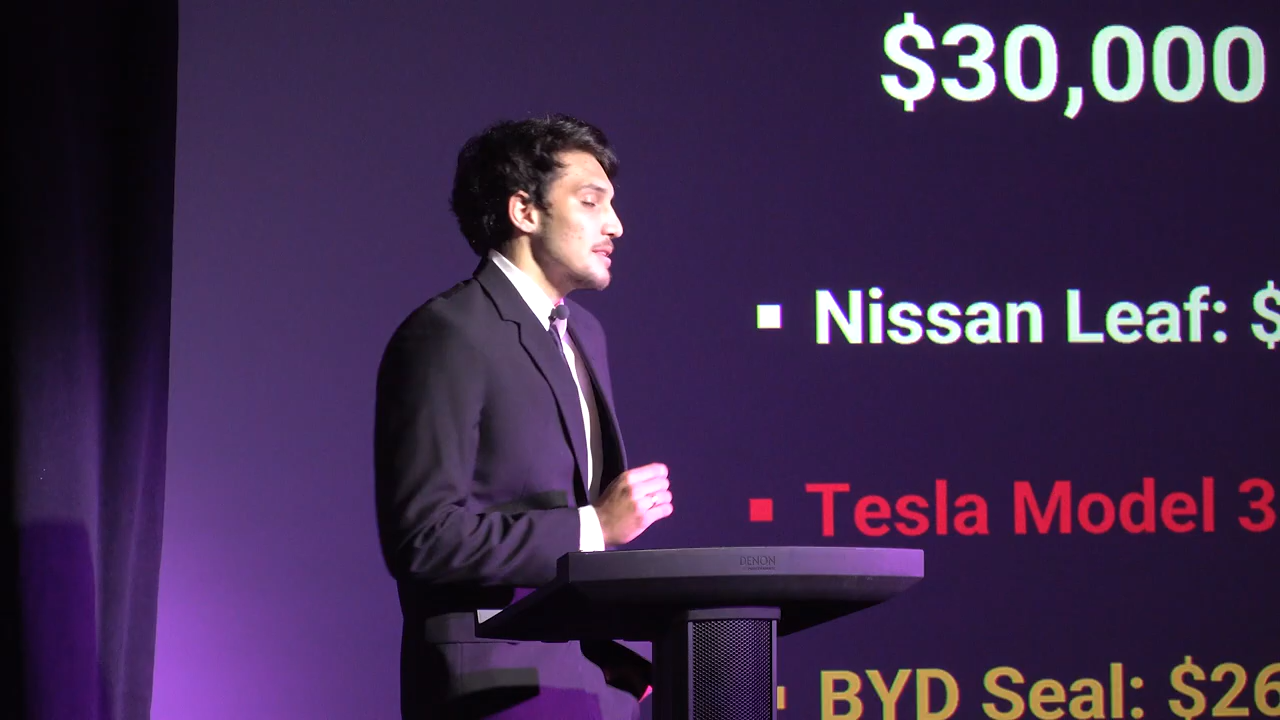 $30,000
▪ Nissan Leaf: $
▪ Tesla Model 3
DENON
▪ BYD Seal: $26